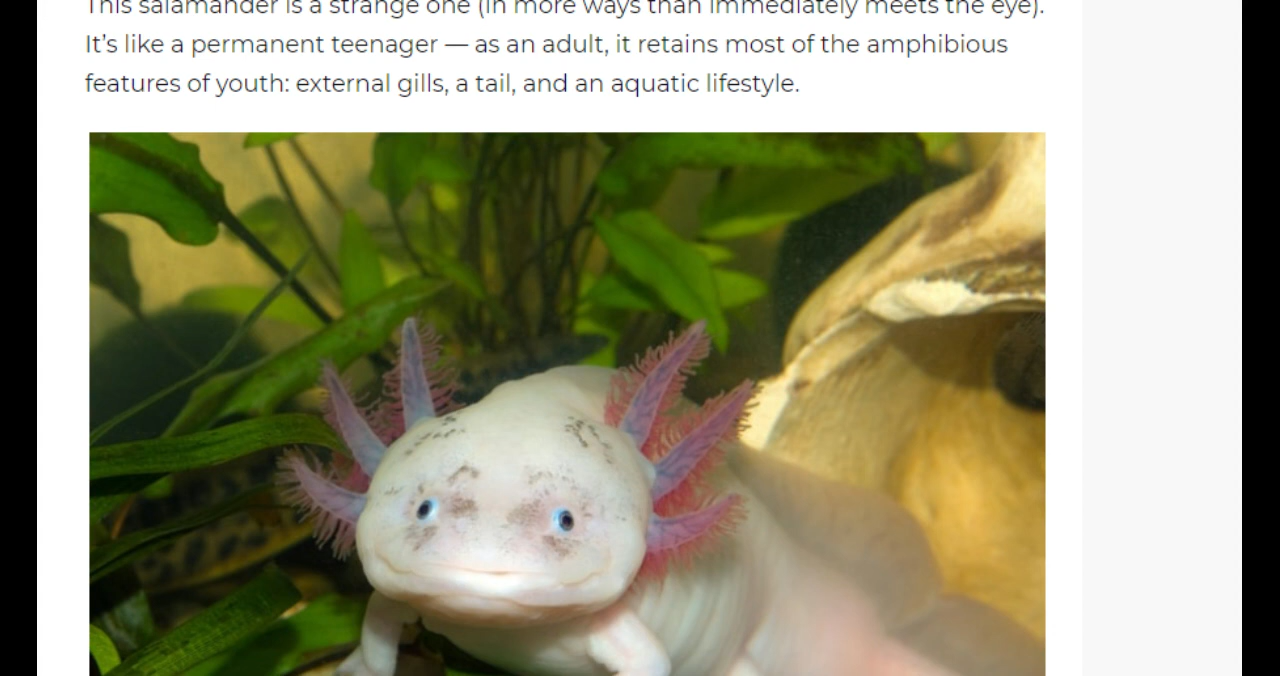 This salamander is a strange one (in more ways than immediately meets the eye).
It’s like a permanent teenager — as an adult, it retains most of the amphibious
features of youth: external gills, a tail, and an aquatic lifestyle.